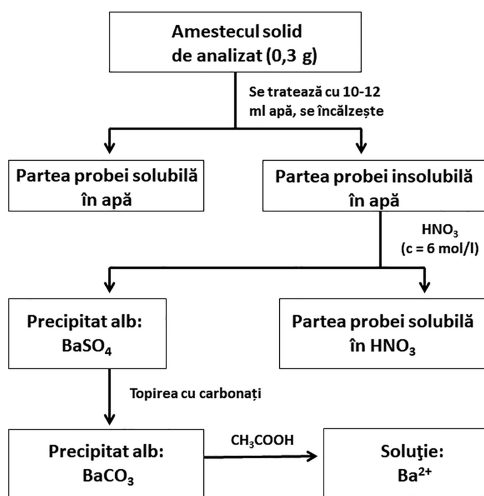 Amestecul solid
de analizat (0,3 g)
Se tratează cu 10-12
ml apă, se încălzește
Partea probei solubilă
în apă
Partea probei insolubilă
în apă
HNO₃
(c = 6 mol/l)
Precipitat alb:
BaSO₄
Partea probei solubilă
în HNO₃
Topirea cu carbonați
Precipitat alb:
BaCO₃
CH₃COOH
Soluţie:
Ba²⁺